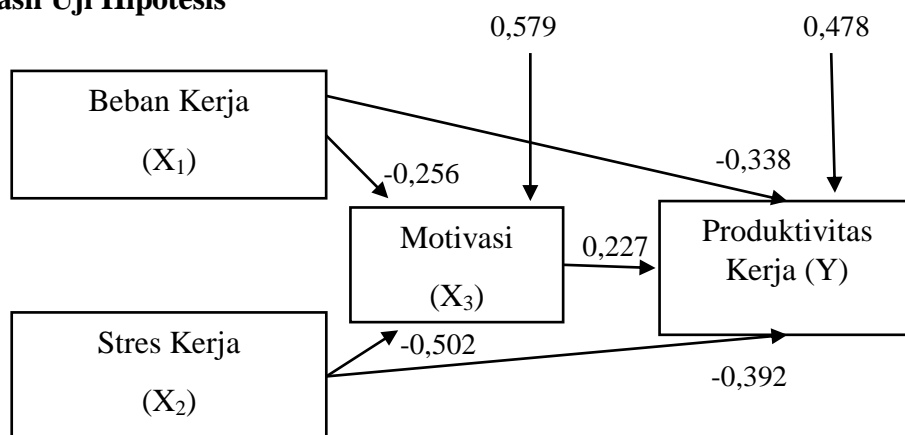 Uji Hipotesis
0,579
0,478
Beban Kerja
(X₁)
-0,338
-0,256
Motivasi
(X₃)
0,227
Produktivitas
Kerja (Y)
Stres Kerja
(X₂)
-0,502
-0,392